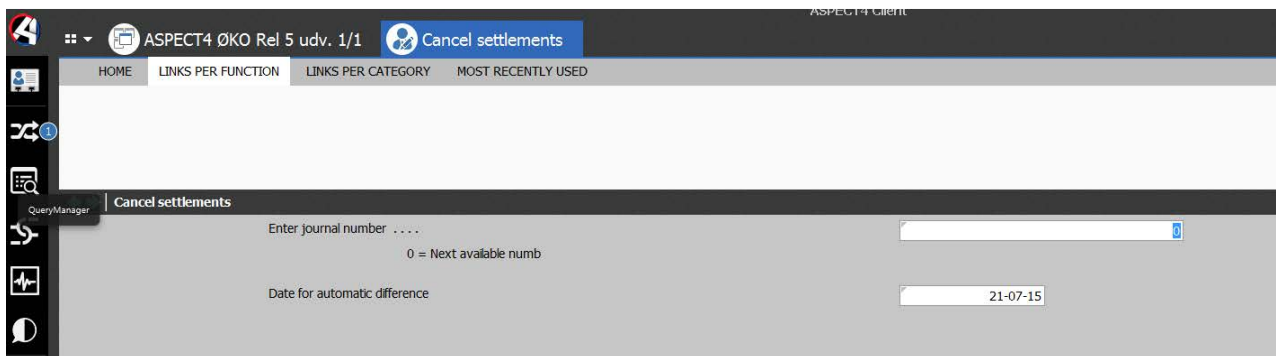 ASPECT4 Client
ASPECT4 ØKO Rel 5 udv. 1/1
Cancel settlements
HOME
LINKS PER FUNCTION
LINKS PER CATEGORY
MOST RECENTLY USED
1
QueryManager
Cancel settlements
Enter journal number . . . .
0
0 = Next available numb
Date for automatic difference
21-07-15